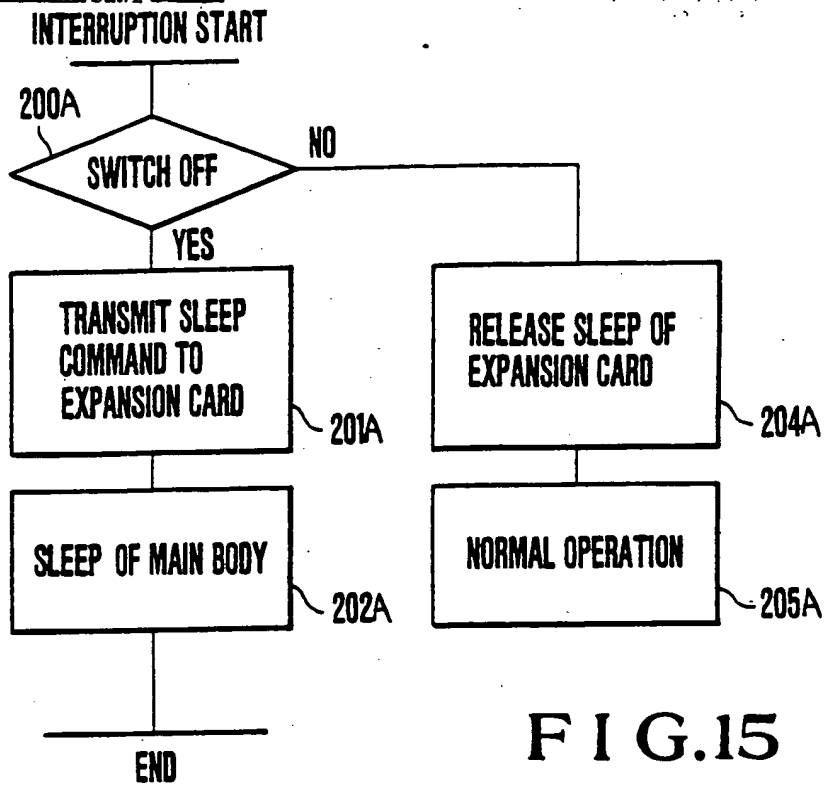 INTERRUPTION START
200A
SWITCH OFF
NO
YES
TRANSMIT SLEEP
COMMAND TO
EXPANSION CARD
201A
RELEASE SLEEP OF
EXPANSION CARD
204A
SLEEP OF MAIN BODY
202A
NORMAL OPERATION
205A
END
FIG.15